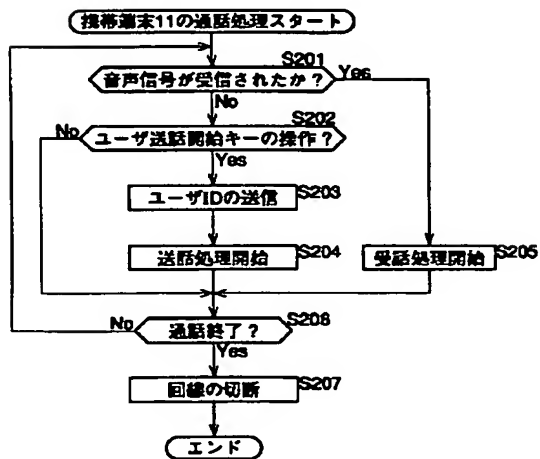 携帯端末11の通話処理スタート
S201
音声信号が受信されたか？
Yes
No
S202
No
ユーザ送話開始キーの操作？
Yes
S203
ユーザIDの送信
S204
送話処理開始
S205
受話処理開始
S206
No
通話終了？
Yes
S207
回線の切断
エンド